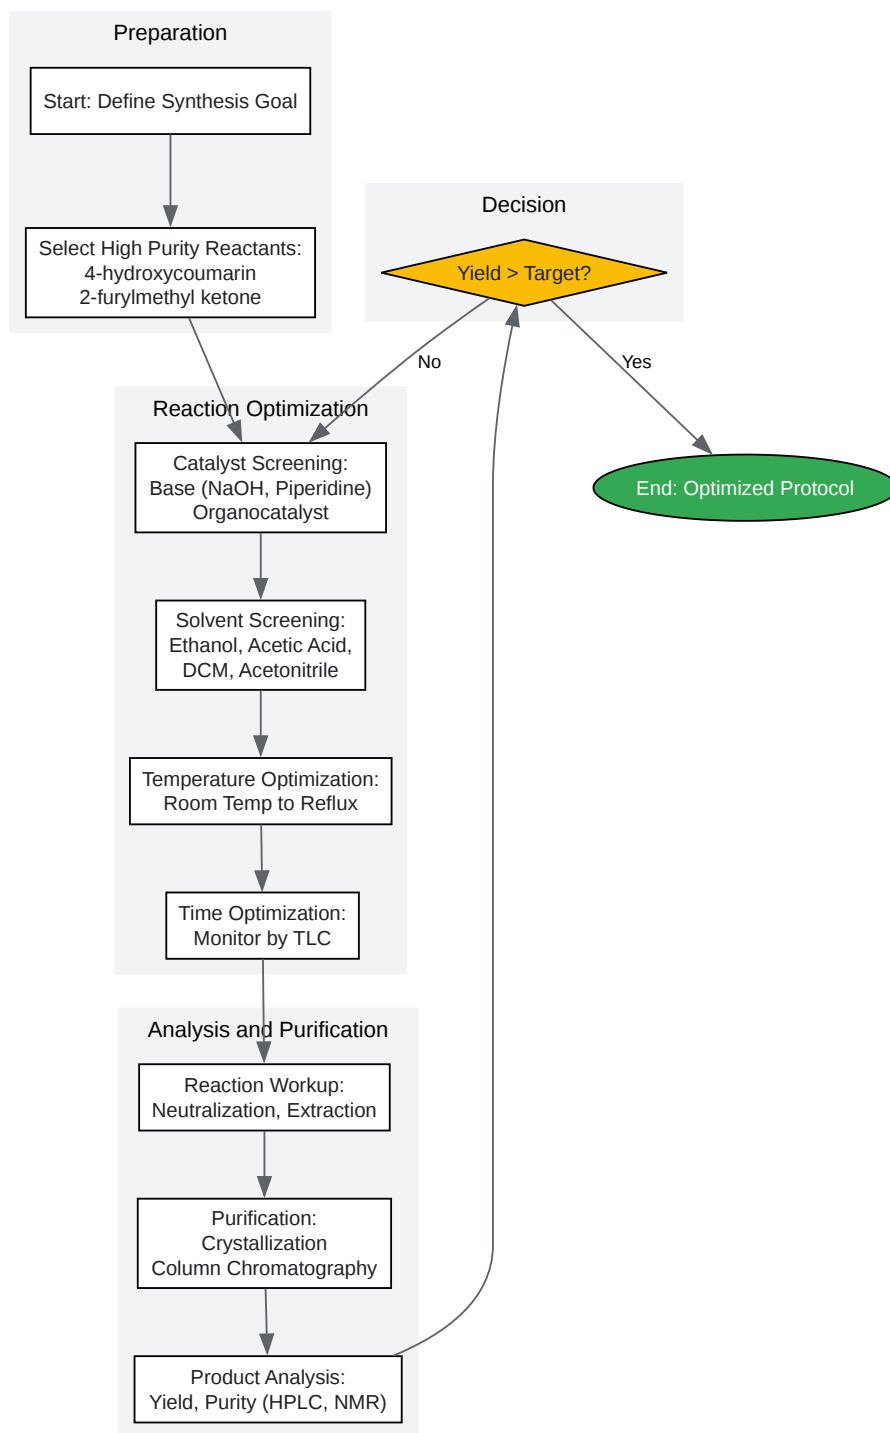 Preparation
Start: Define Synthesis Goal
Select High Purity Reactants:
4-hydroxycoumarin
2-furylmethyl ketone
Decision
Yield > Target?
No
Yes
End: Optimized Protocol
Reaction Optimization
Catalyst Screening:
Base (NaOH, Piperidine)
Organocatalyst
Solvent Screening:
Ethanol, Acetic Acid,
DCM, Acetonitrile
Temperature Optimization:
Room Temp to Reflux
Time Optimization:
Monitor by TLC
Analysis and Purification
Reaction Workup:
Neutralization, Extraction
Purification:
Crystallization
Column Chromatography
Product Analysis:
Yield, Purity (HPLC, NMR)